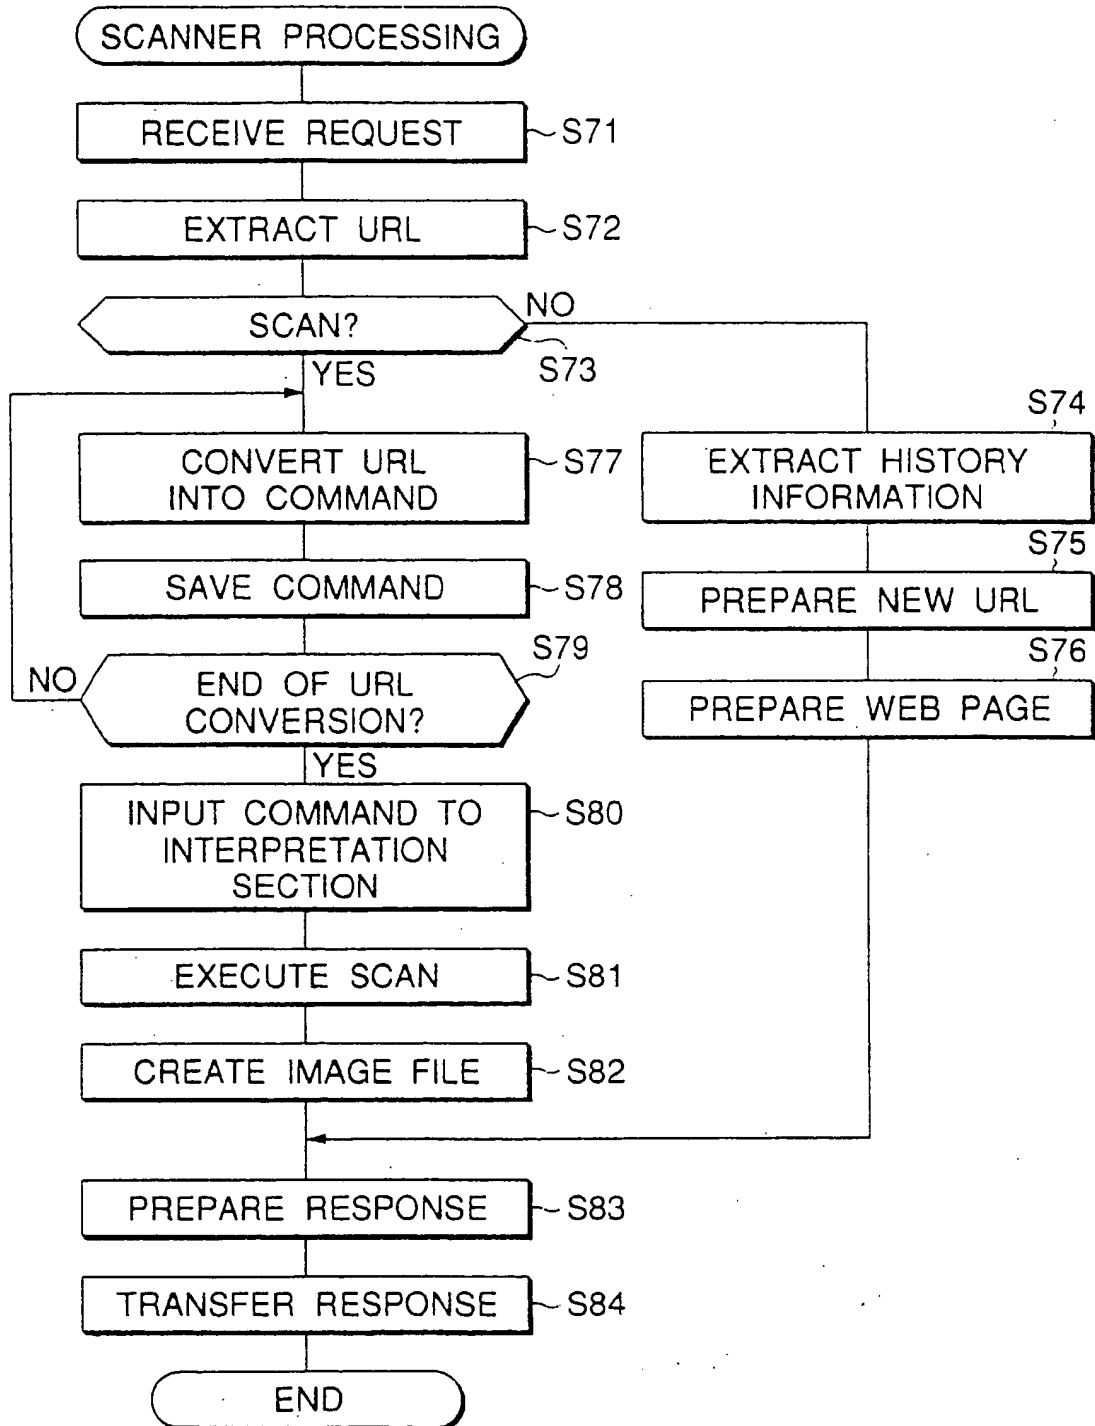 SCANNER PROCESSING
RECEIVE REQUEST
S71
EXTRACT URL
S72
SCAN?
NO
S73
YES
S74
EXTRACT HISTORY
INFORMATION
S75
PREPARE NEW URL
S76
PREPARE WEB PAGE
CONVERT URL
INTO COMMAND
S77
SAVE COMMAND
S78
S79
NO
END OF URL
CONVERSION?
YES
INPUT COMMAND TO
INTERPRETATION
SECTION
S80
EXECUTE SCAN
S81
CREATE IMAGE FILE
S82
PREPARE RESPONSE
S83
TRANSFER RESPONSE
S84
END